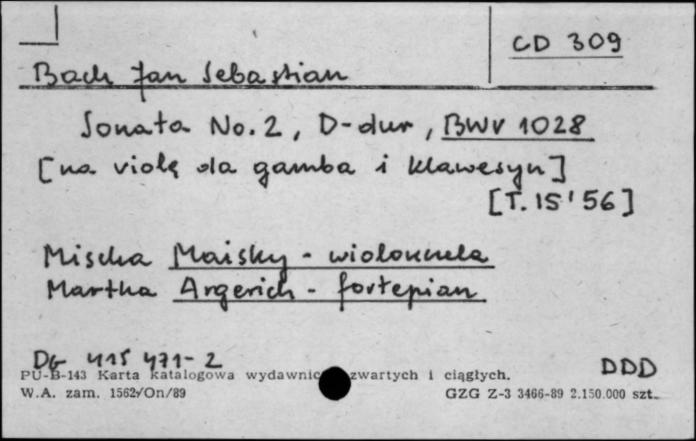 CD 309
Bach Jan Sebastian
Sonata No. 2, D-dur, BWV 1028
[na violę da gamba i klawesyn]
[T. 15'56]
Mischa Maisky - wiolonczela
Martha Argerich - fortepian
DG 415 471-2
DDD
PU-B-143 Karta katalogowa wydawnic zwartych i ciągłych.
W.A. zam. 1562/On/89 GZG Z-3 3466-89 2.150.000 szt.